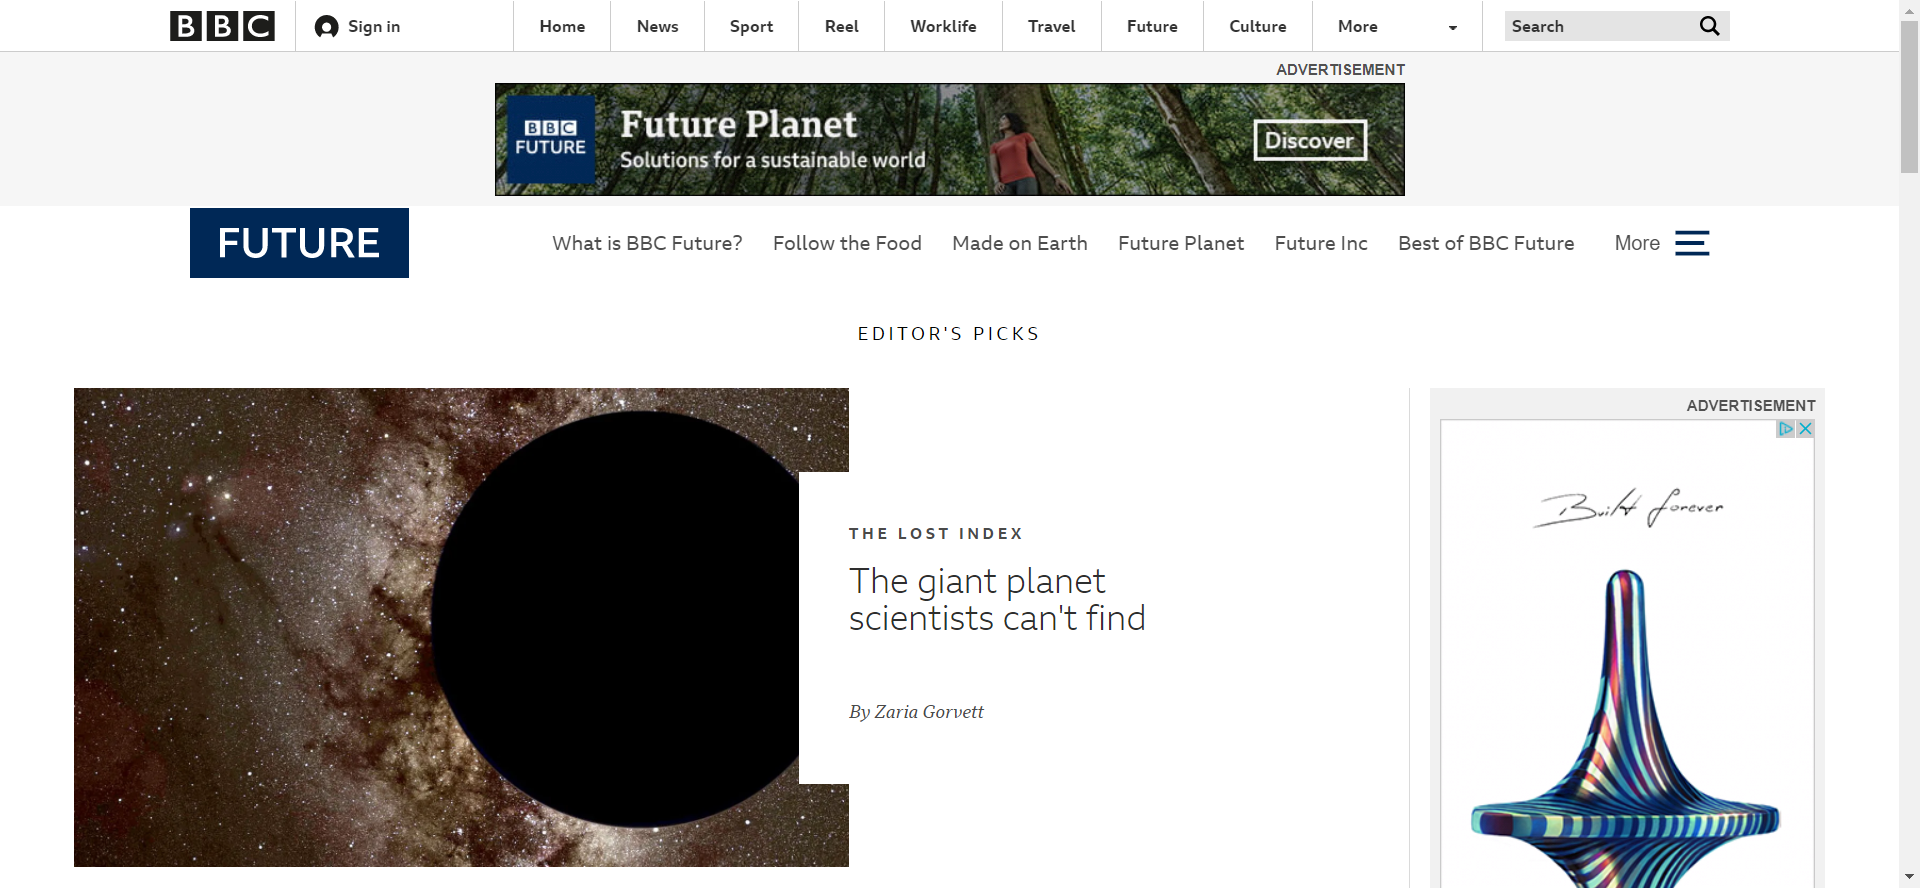 BBC
Sign in
Home
News
Sport
Reel
Worklife
Travel
Future
Culture
More
Search
ADVERTISEMENT
BBC
FUTURE
Future Planet
Solutions for a sustainable world
Discover
FUTURE
What is BBC Future?
Follow the Food
Made on Earth
Future Planet
Future Inc
Best of BBC Future
More
EDITOR'S PICKS
THE LOST INDEX
The giant planet
scientists can't find
By Zaria Gorvett
ADVERTISEMENT
Built forever